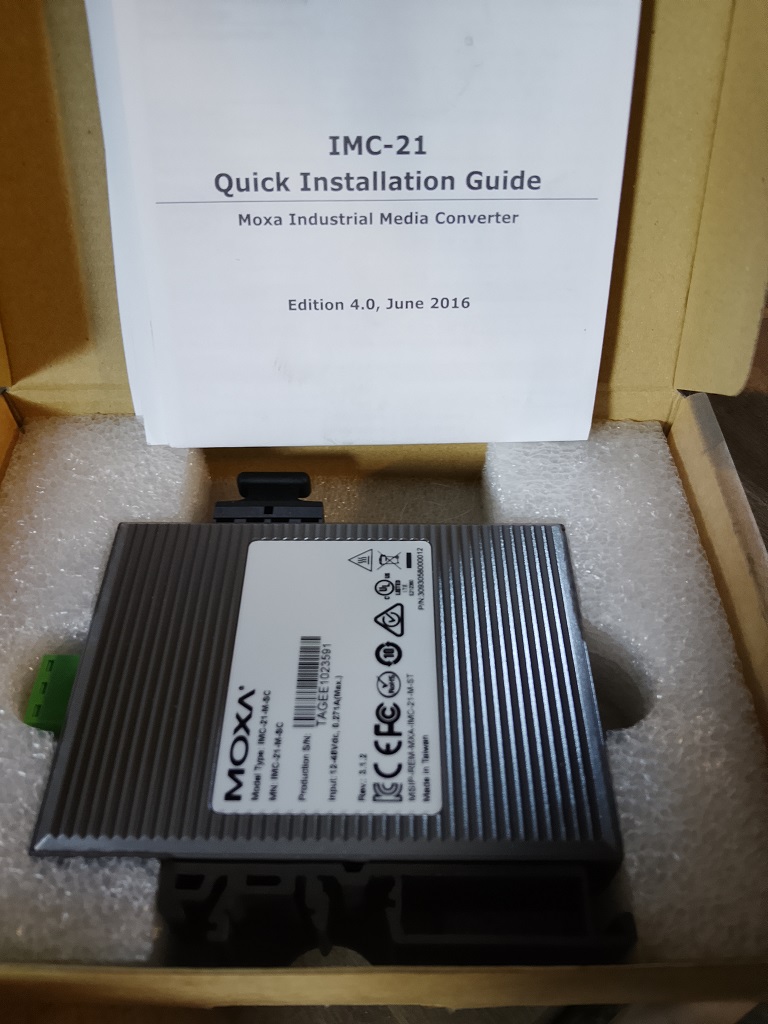 IMC-21
Quick Installation Guide
Moxa Industrial Media Converter
Edition 4.0, June 2016
MOXA®
Model Type: IMC-21-M-SC
MN: IMC-21-M-SC
Production S/N:
TAGEE1023591
Input: 12-48Vdc, 0.271A(Max.)
Rev.: 3.1.2
MSIP-REM-MXA-IMC-21-M-ST
Made in Taiwan
P/N:3093058000012